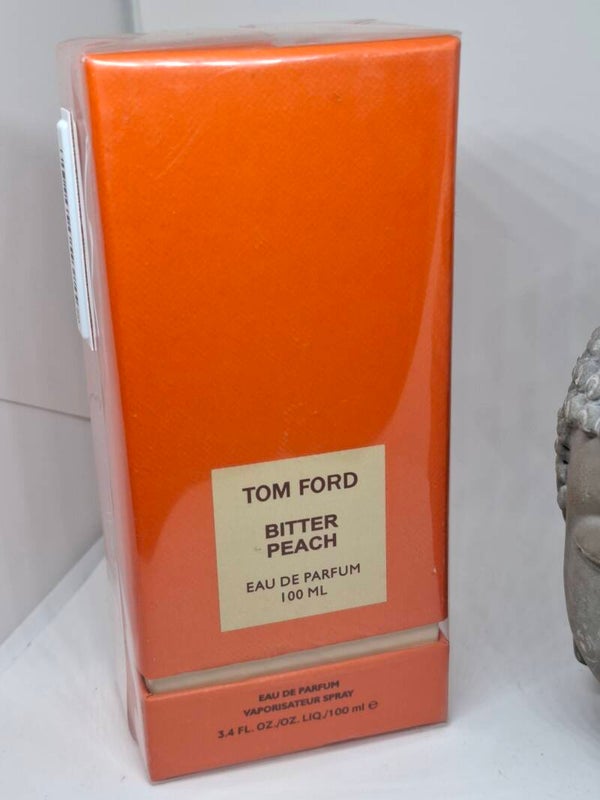 TOM FORD
BITTER
PEACH
EAU DE PARFUM
100 ML
EAU DE PARFUM
VAPORISATEUR SPRAY
3.4 FL. OZ./OZ. LIQ./100 ml ℮